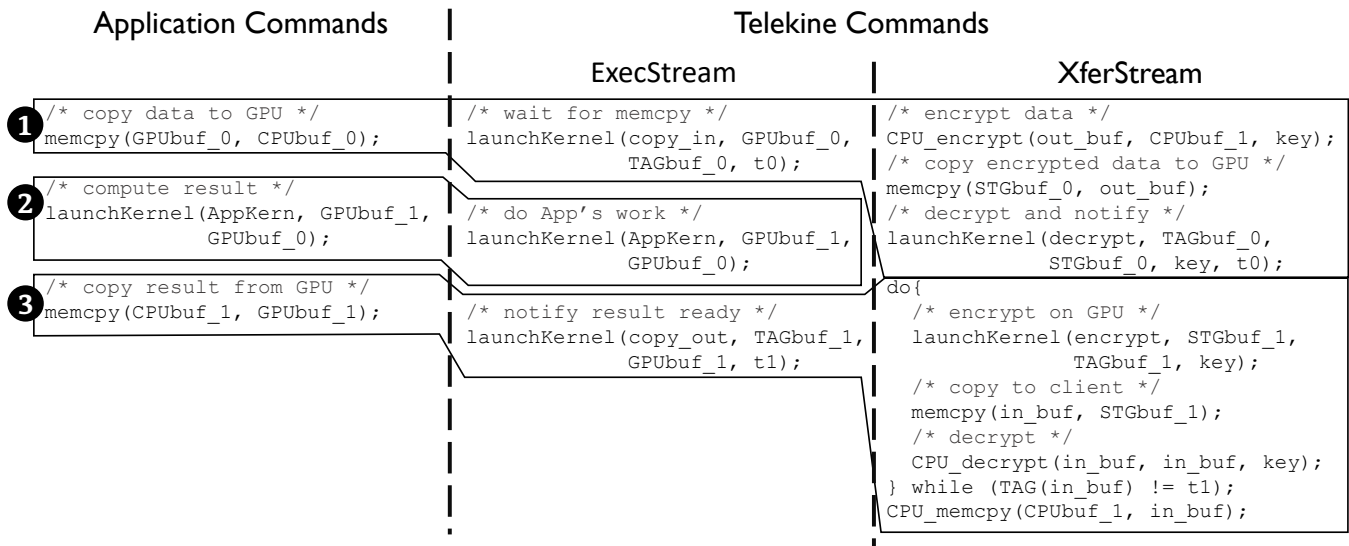 Application Commands
Telekine Commands
ExecStream
XferStream
1
/* copy data to GPU */
memcpy(GPUbuf_0, CPUbuf_0);
/* wait for memcpy */
launchKernel(copy_in, GPUbuf_0,
TAGbuf_0, t0);
/* encrypt data */
CPU_encrypt(out_buf, CPUbuf_1, key);
/* copy encrypted data to GPU */
memcpy(STGbuf_0, out_buf);
/* decrypt and notify */
launchKernel(decrypt, TAGbuf_0,
STGbuf_0, key, t0);
2
/* compute result */
launchKernel(AppKern, GPUbuf_1,
GPUbuf_0);
/* do App's work */
launchKernel(AppKern, GPUbuf_1,
GPUbuf_0);
3
/* copy result from GPU */
memcpy(CPUbuf_1, GPUbuf_1);
/* notify result ready */
launchKernel(copy_out, TAGbuf_1,
GPUbuf_1, t1);
do{
/* encrypt on GPU */
launchKernel(encrypt, STGbuf_1,
TAGbuf_1, key);
/* copy to client */
memcpy(in_buf, STGbuf_1);
/* decrypt */
CPU_decrypt(in_buf, in_buf, key);
} while (TAG(in_buf) != t1);
CPU_memcpy(CPUbuf_1, in_buf);